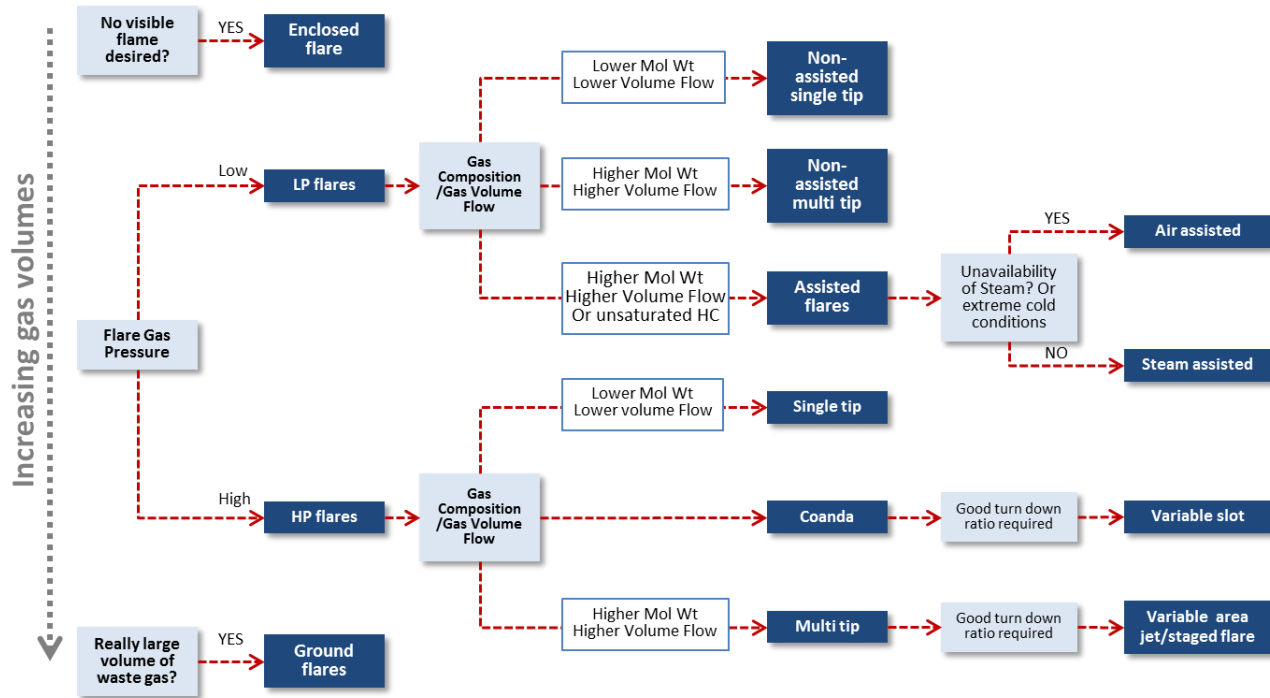 No visible
flame
desired?
YES
Enclosed
flare
Increasing gas volumes
Lower Mol Wt
Lower Volume Flow
Non-
assisted
single tip
Low
LP flares
Gas
Composition
/Gas Volume
Flow
Higher Mol Wt
Higher Volume Flow
Non-
assisted
multi tip
Higher Mol Wt
Higher Volume Flow
Or unsaturated HC
Assisted
flares
Unavailability
of Steam? Or
extreme cold
conditions
YES
Air assisted
NO
Steam assisted
Flare Gas
Pressure
Lower Mol Wt
Lower volume Flow
Single tip
High
HP flares
Gas
Composition
/Gas Volume
Flow
Coanda
Good turn down
ratio required
Variable slot
Higher Mol Wt
Higher Volume Flow
Multi tip
Good turn down
ratio required
Variable area
jet/staged flare
Really large
volume of
waste gas?
YES
Ground
flares